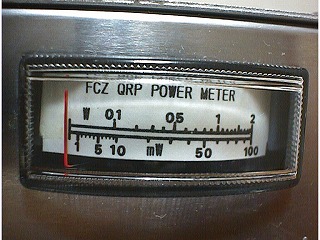 FCZ QRP POWER METER
W 0,1 0,5 1 2
1 5 10 mW 50 100